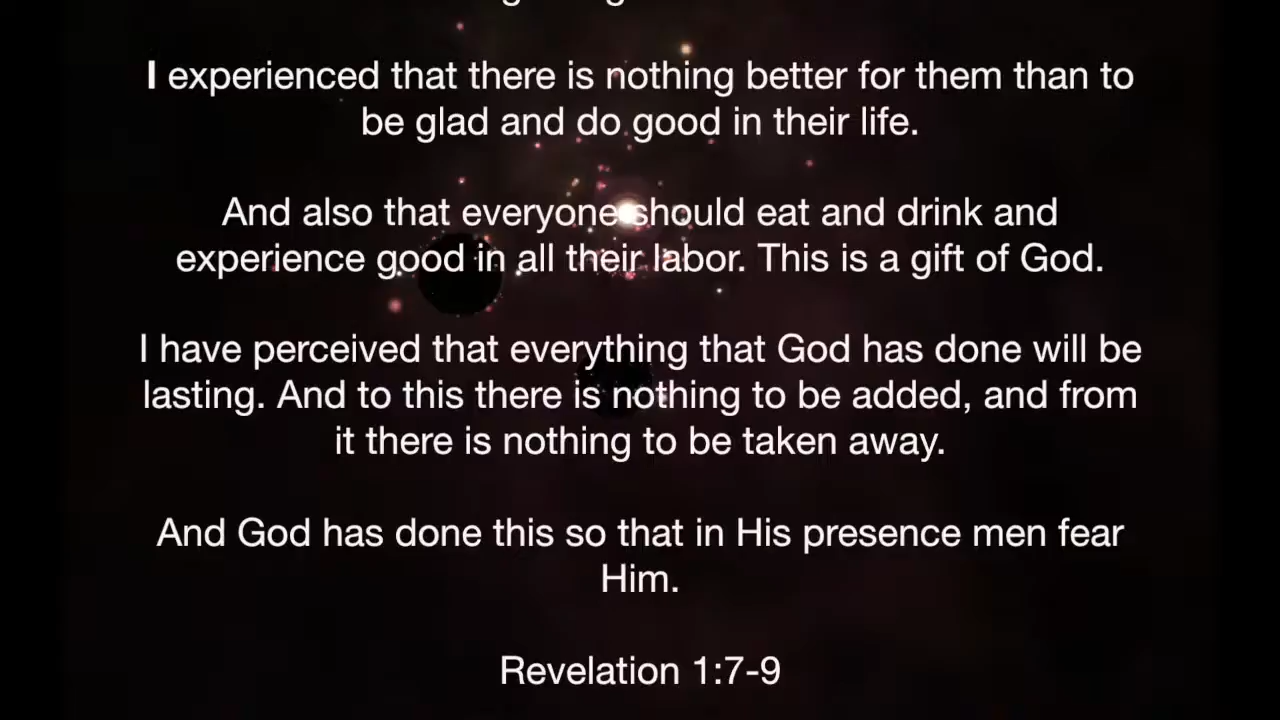 I experienced that there is nothing better for them than to
be glad and do good in their life.
And also that everyone should eat and drink and
experience good in all their labor. This is a gift of God.
I have perceived that everything that God has done will be
lasting. And to this there is nothing to be added, and from
it there is nothing to be taken away.
And God has done this so that in His presence men fear
Him.
Revelation 1:7-9